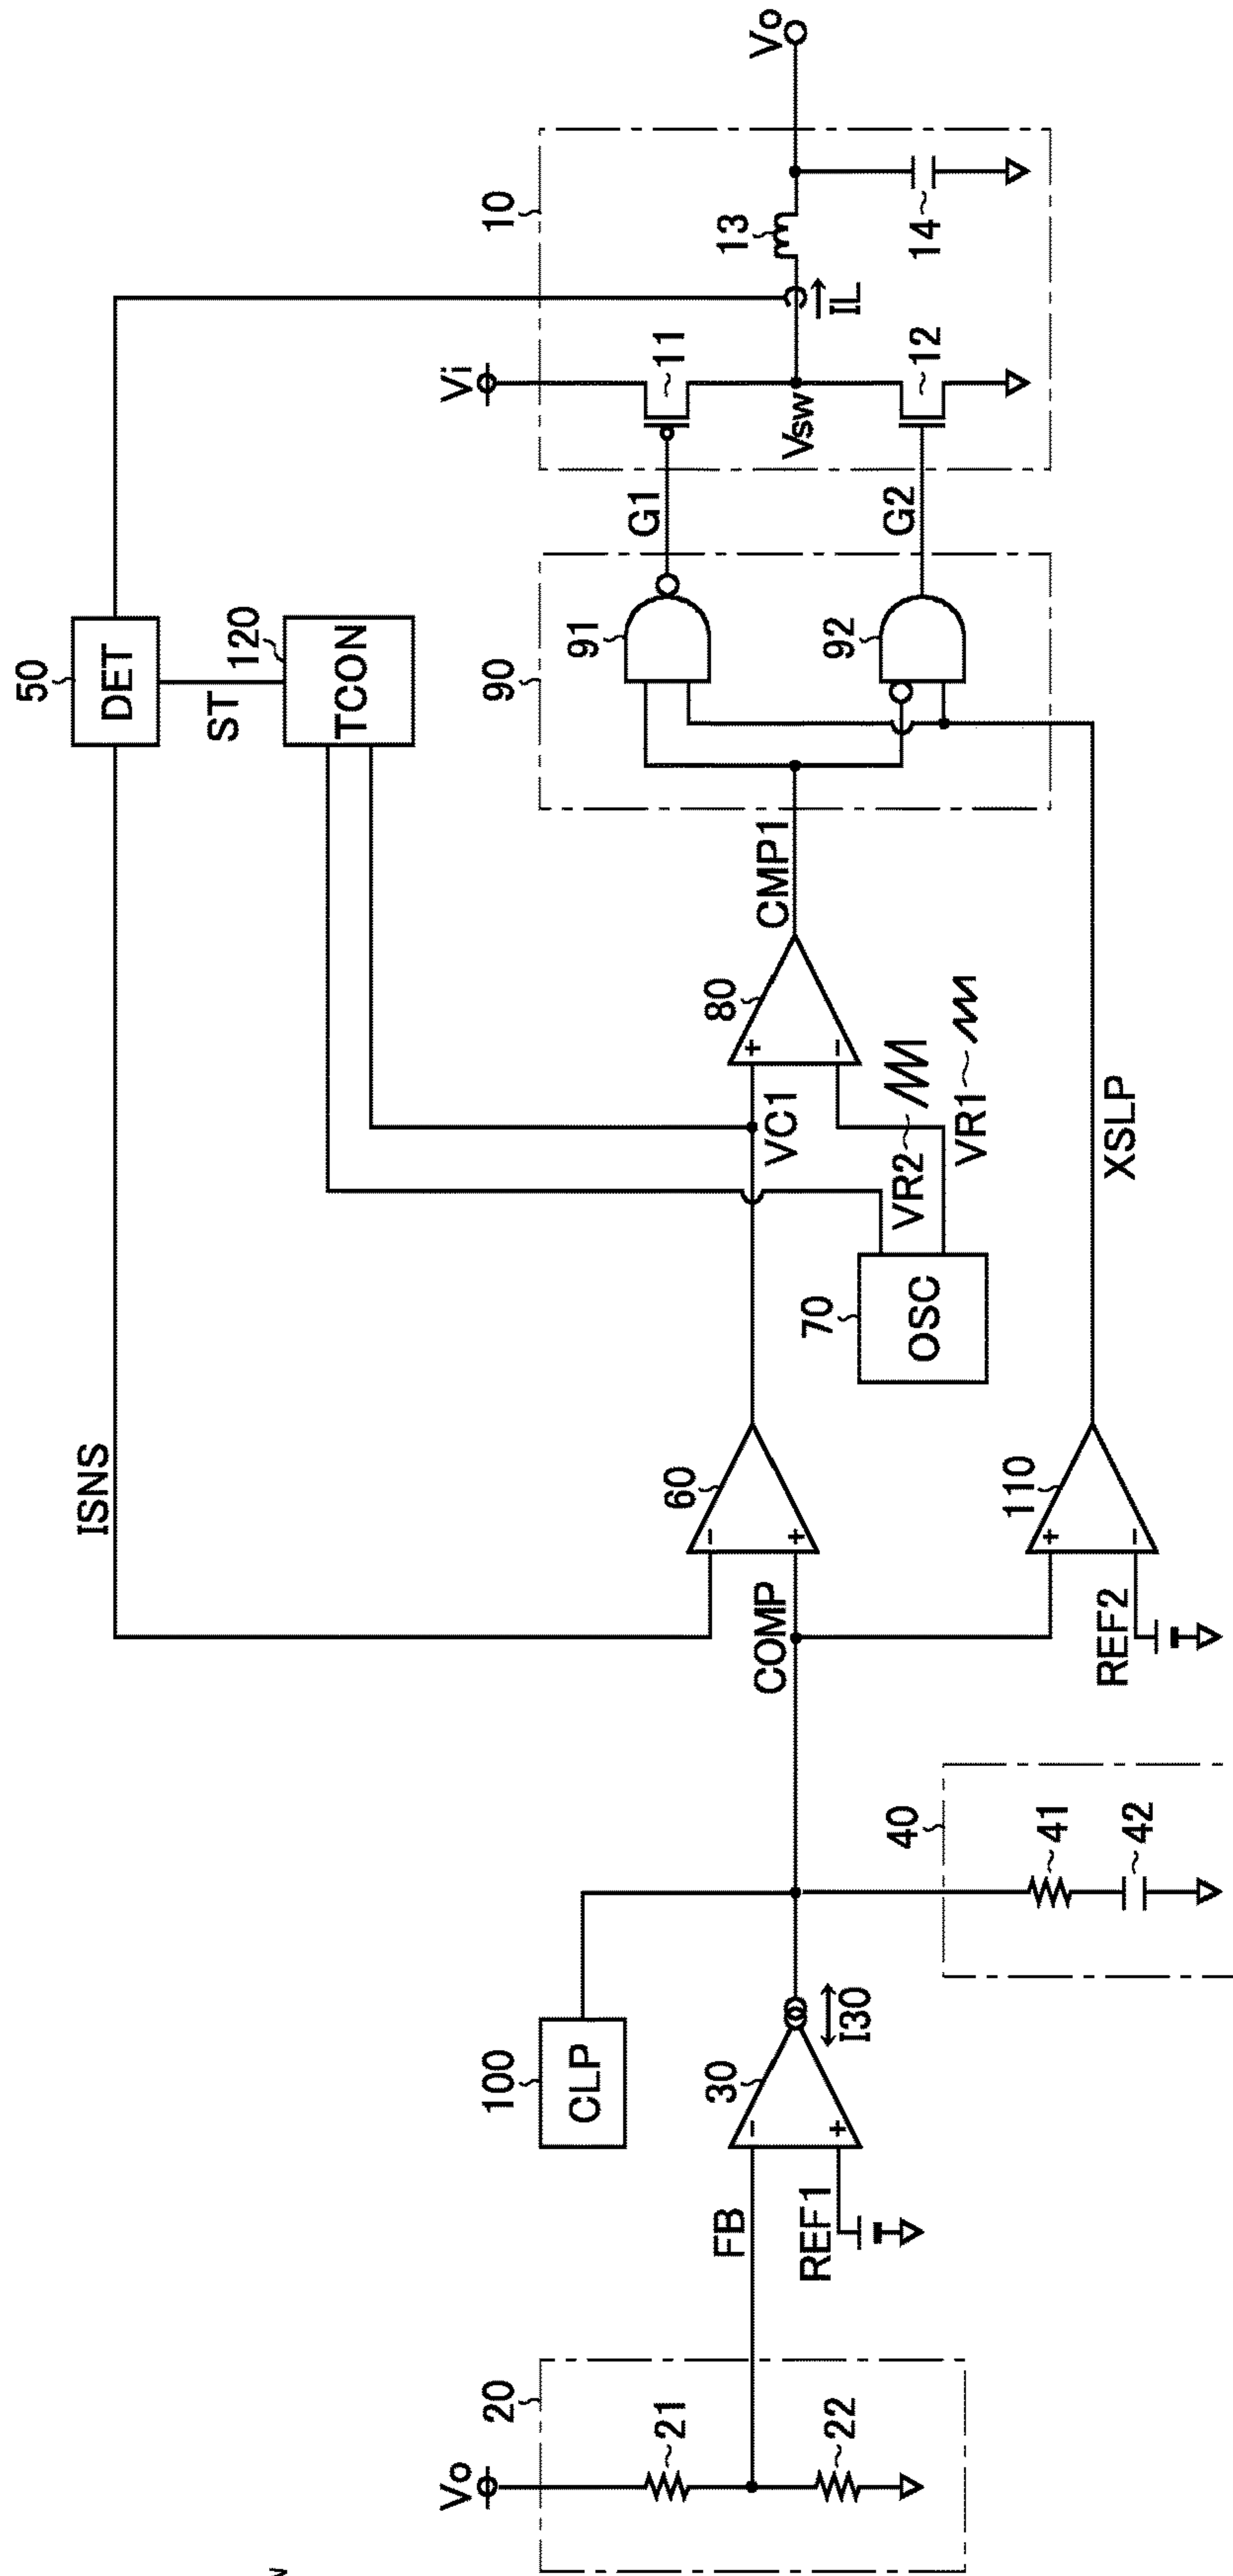 50
DET
ISNS
ST
120
TCON
Vo
20
21
22
FB
REF1
30
I30
100
CLP
40
41
42
COMP
60
110
REF2
XSLP
70
OSC
VR2
VR1
VC1
80
CMP1
90
91
92
G1
G2
10
Vi
11
12
Vsw
IL
13
14
Vo